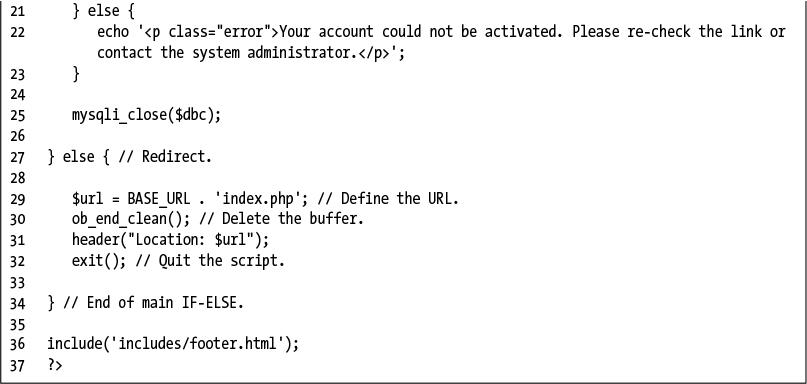 21 } else {
22 echo '<p class="error">Your account could not be activated. Please re-check the link or
contact the system administrator.</p>';
23 }
24
25 mysqli_close($dbc);
26
27 } else { // Redirect.
28
29 $url = BASE_URL . 'index.php'; // Define the URL.
30 ob_end_clean(); // Delete the buffer.
31 header("Location: $url");
32 exit(); // Quit the script.
33
34 } // End of main IF-ELSE.
35
36 include('includes/footer.html');
37 ?>